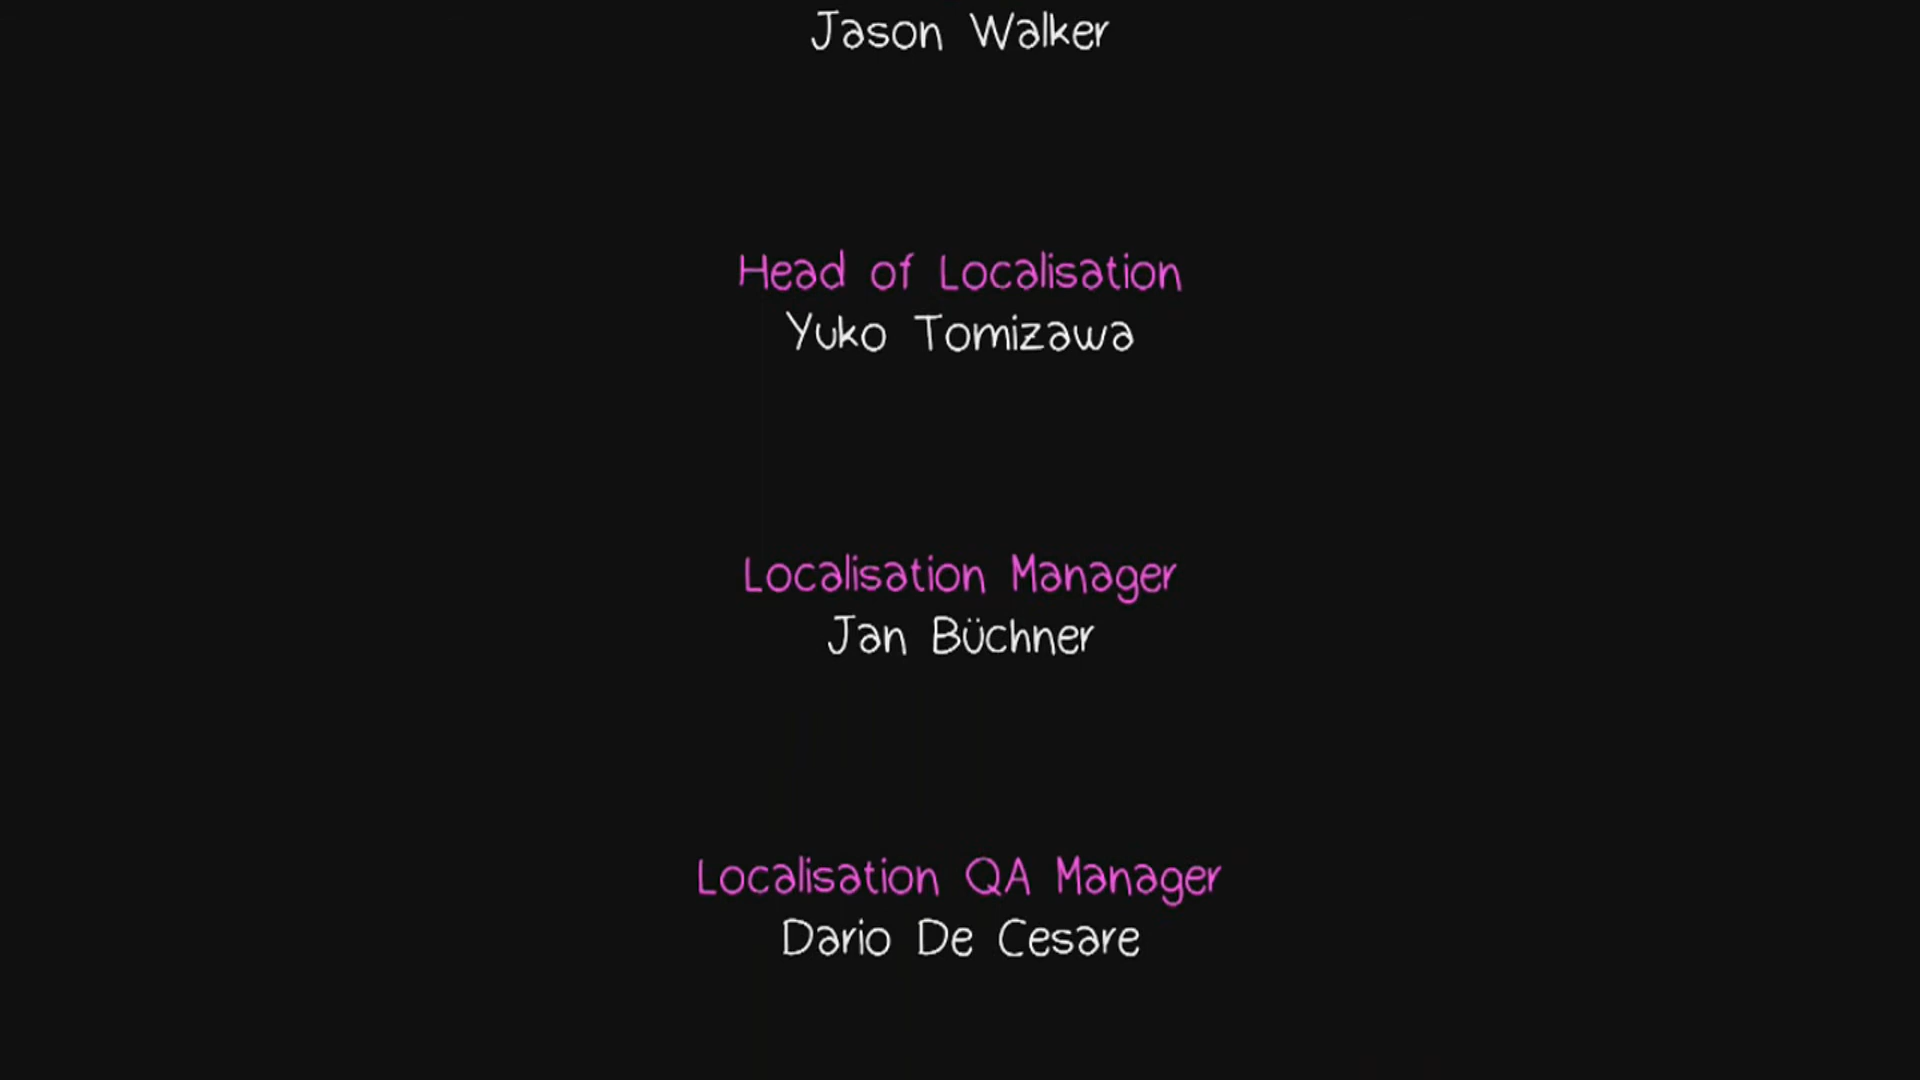 Jason Walker
Head of Localisation
Yuko Tomizawa
Localisation Manager
Jan Büchner
Localisation QA Manager
Dario De Cesare